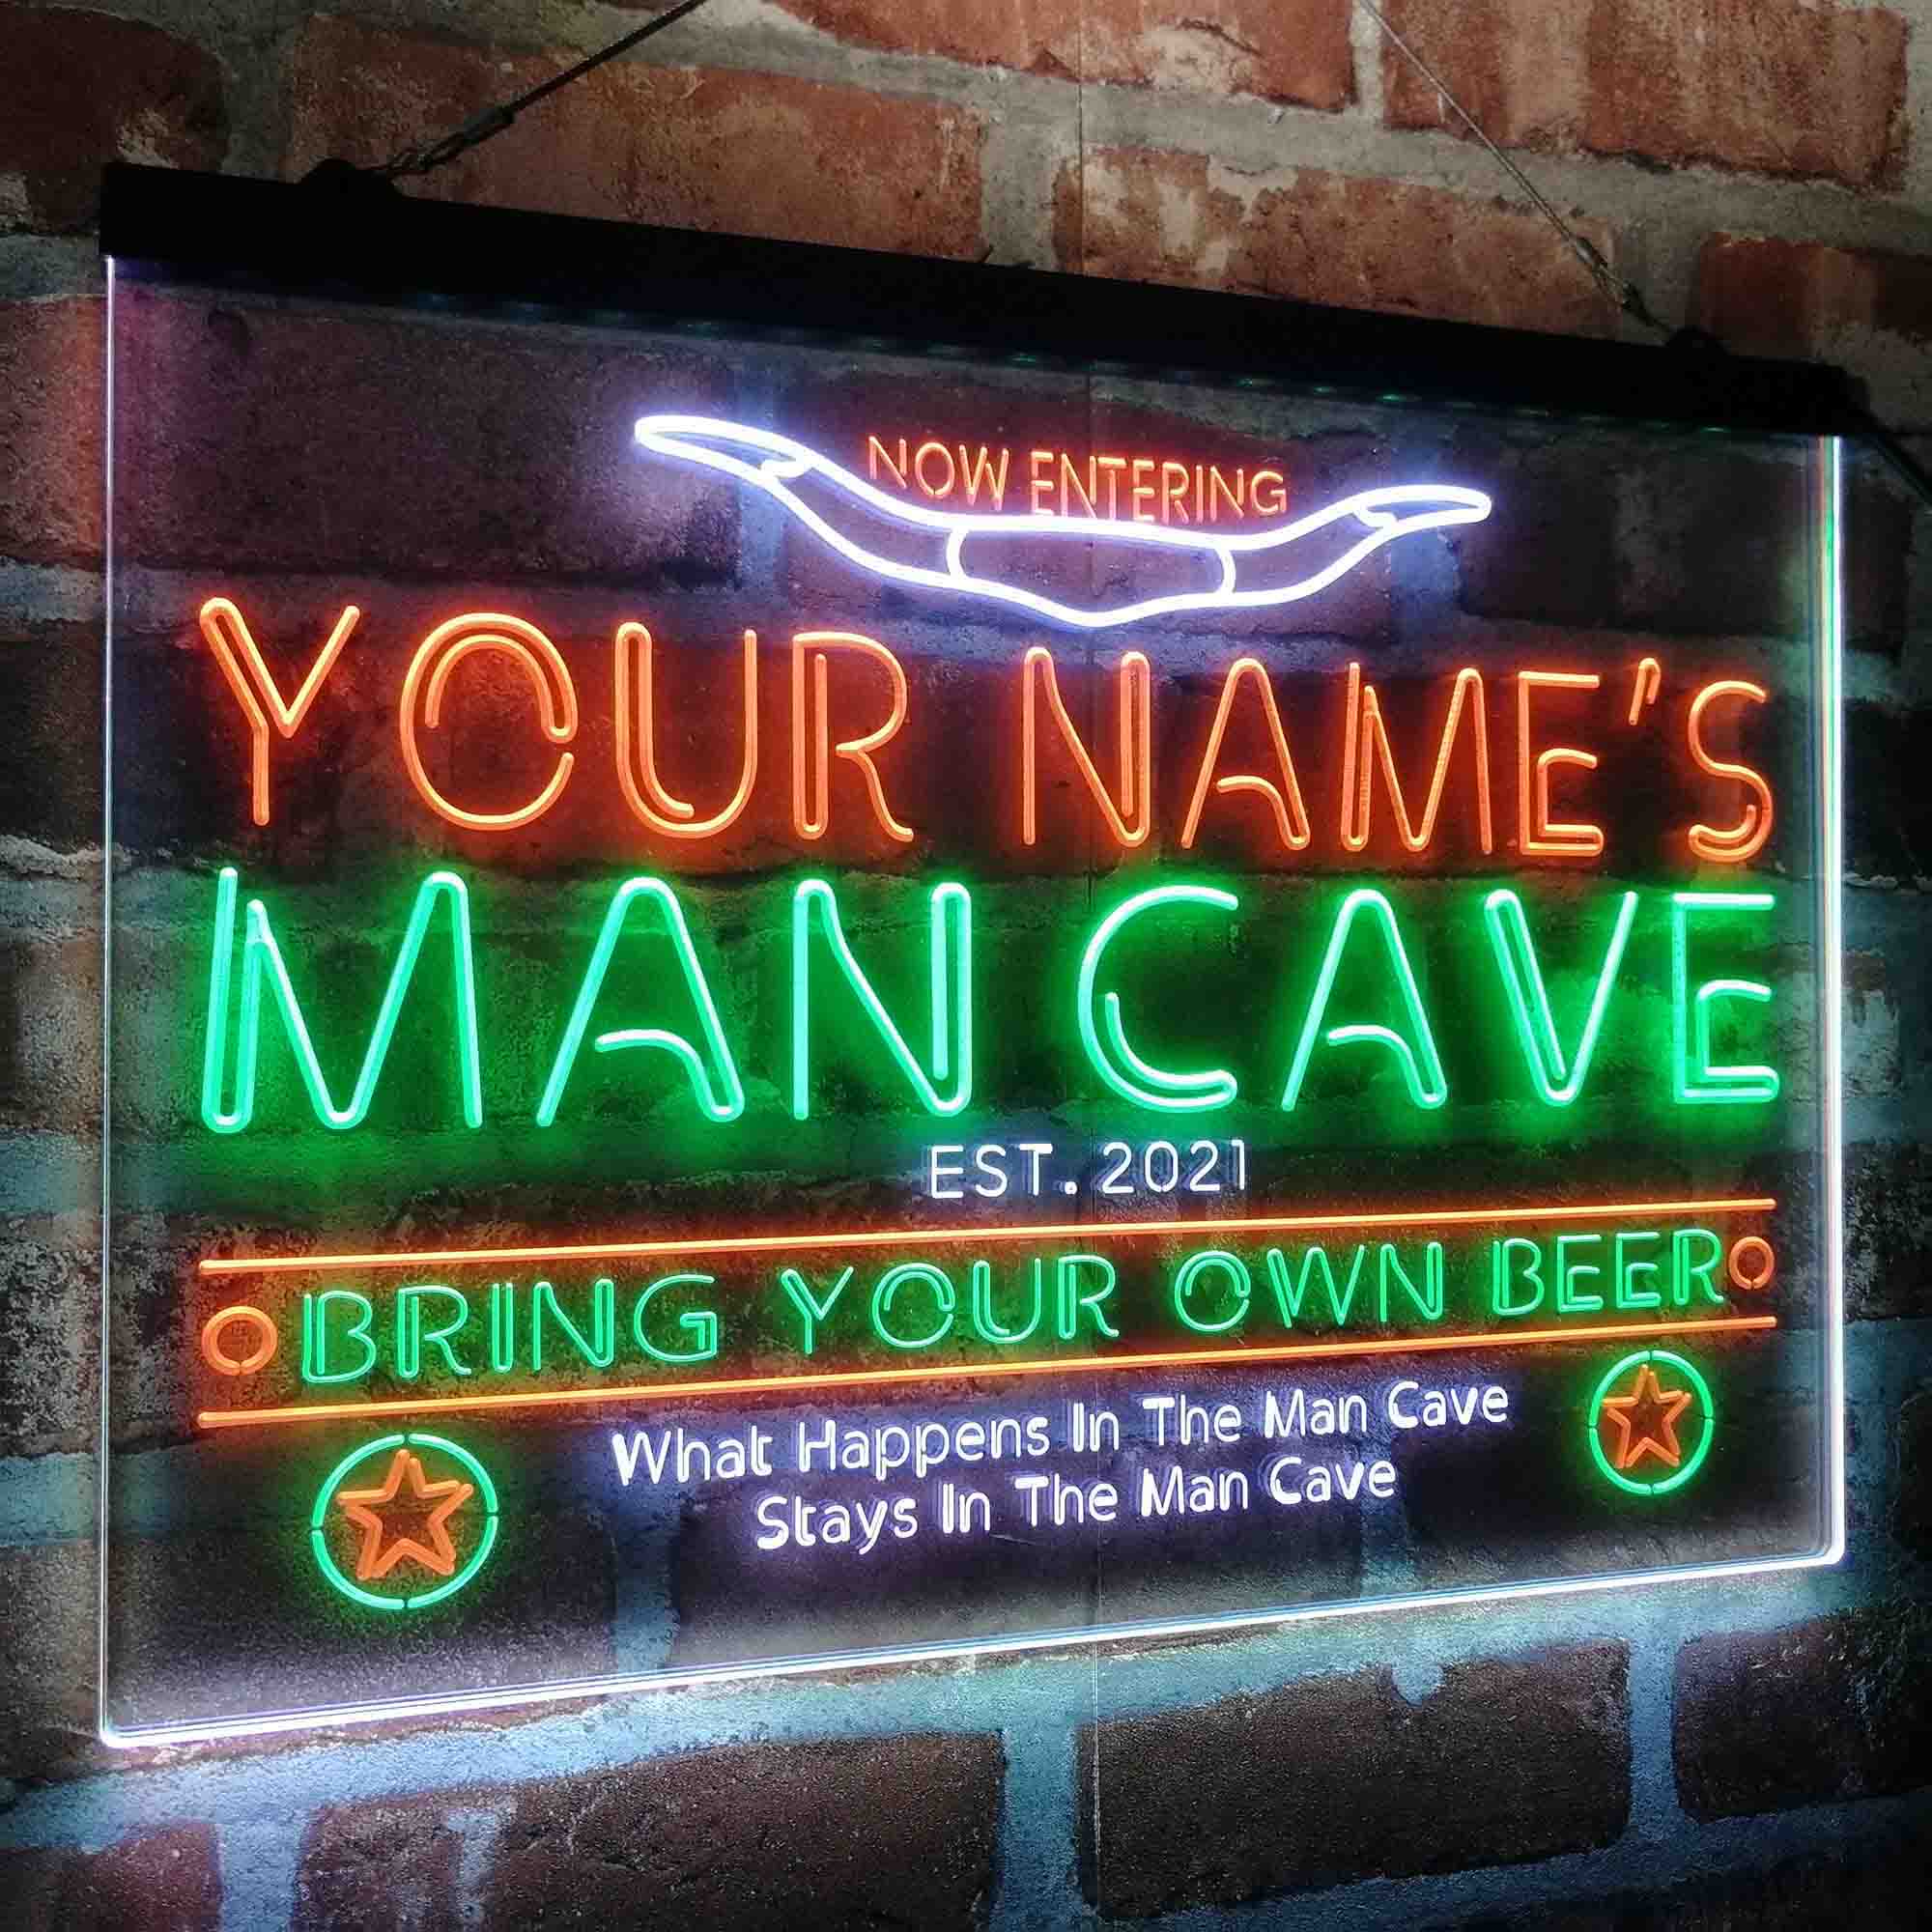 NOW ENTERING
YOUR NAME'S
MAN CAVE
EST. 2021
BRING YOUR OWN BEER
What Happens In The Man Cave
Stays In The Man Cave